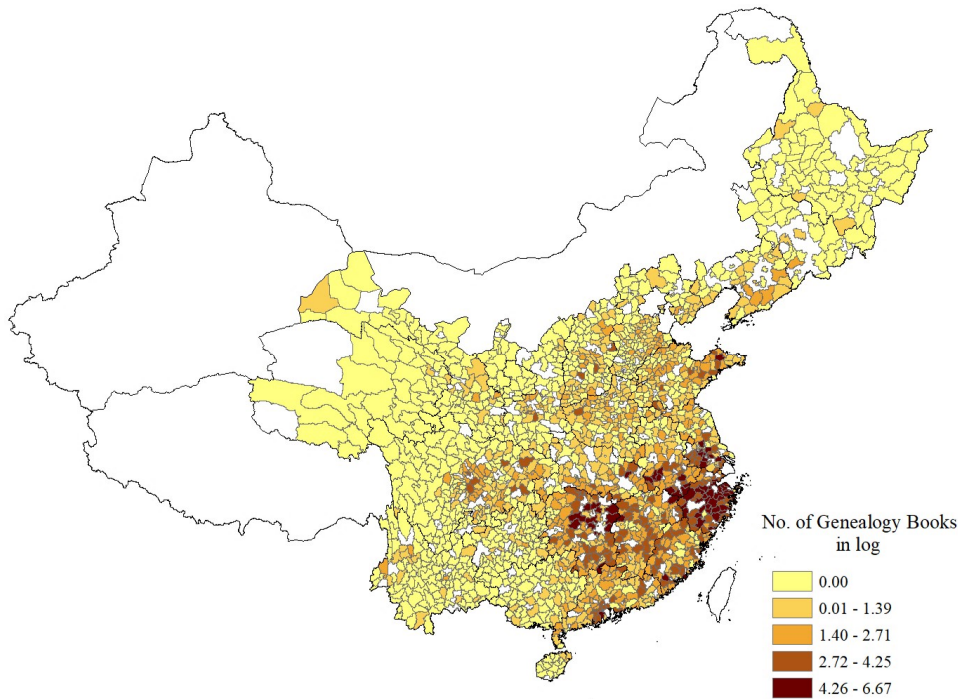 No. of Genealogy Books
in log
0.00
0.01 - 1.39
1.40 - 2.71
2.72 - 4.25
4.26 - 6.67